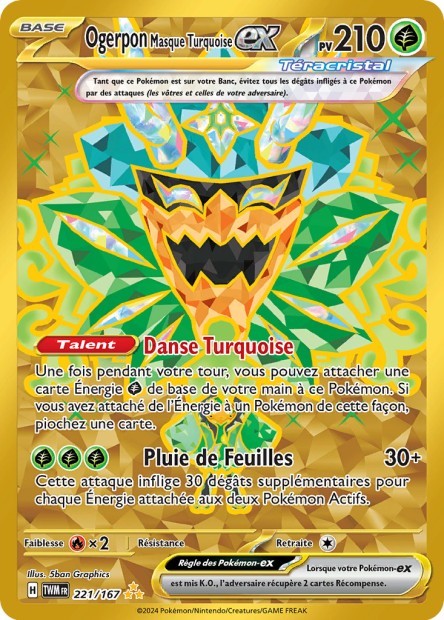 BASE
Ogerpon Masque Turquoise ex PV 210
Téracristal
Tant que ce Pokémon est sur votre Banc, évitez tous les dégâts infligés à ce Pokémon
par des attaques (les vôtres et celles de votre adversaire).
Talent Danse Turquoise
Une fois pendant votre tour, vous pouvez attacher une
carte Énergie de base de votre main à ce Pokémon. Si
vous avez attaché de l'Énergie à un Pokémon de cette façon,
piochez une carte.
Pluie de Feuilles 30+
Cette attaque inflige 30 dégâts supplémentaires pour
chaque Énergie attachée aux deux Pokémon Actifs.
Faiblesse ×2 Résistance Retraite
Illus. 5ban Graphics
H TWM FR 221/167
Règle des Pokémon-ex Lorsque votre Pokémon-ex
est mis K.O., l'adversaire récupère 2 cartes Récompense.
©2024 Pokémon/Nintendo/Creatures/GAME FREAK